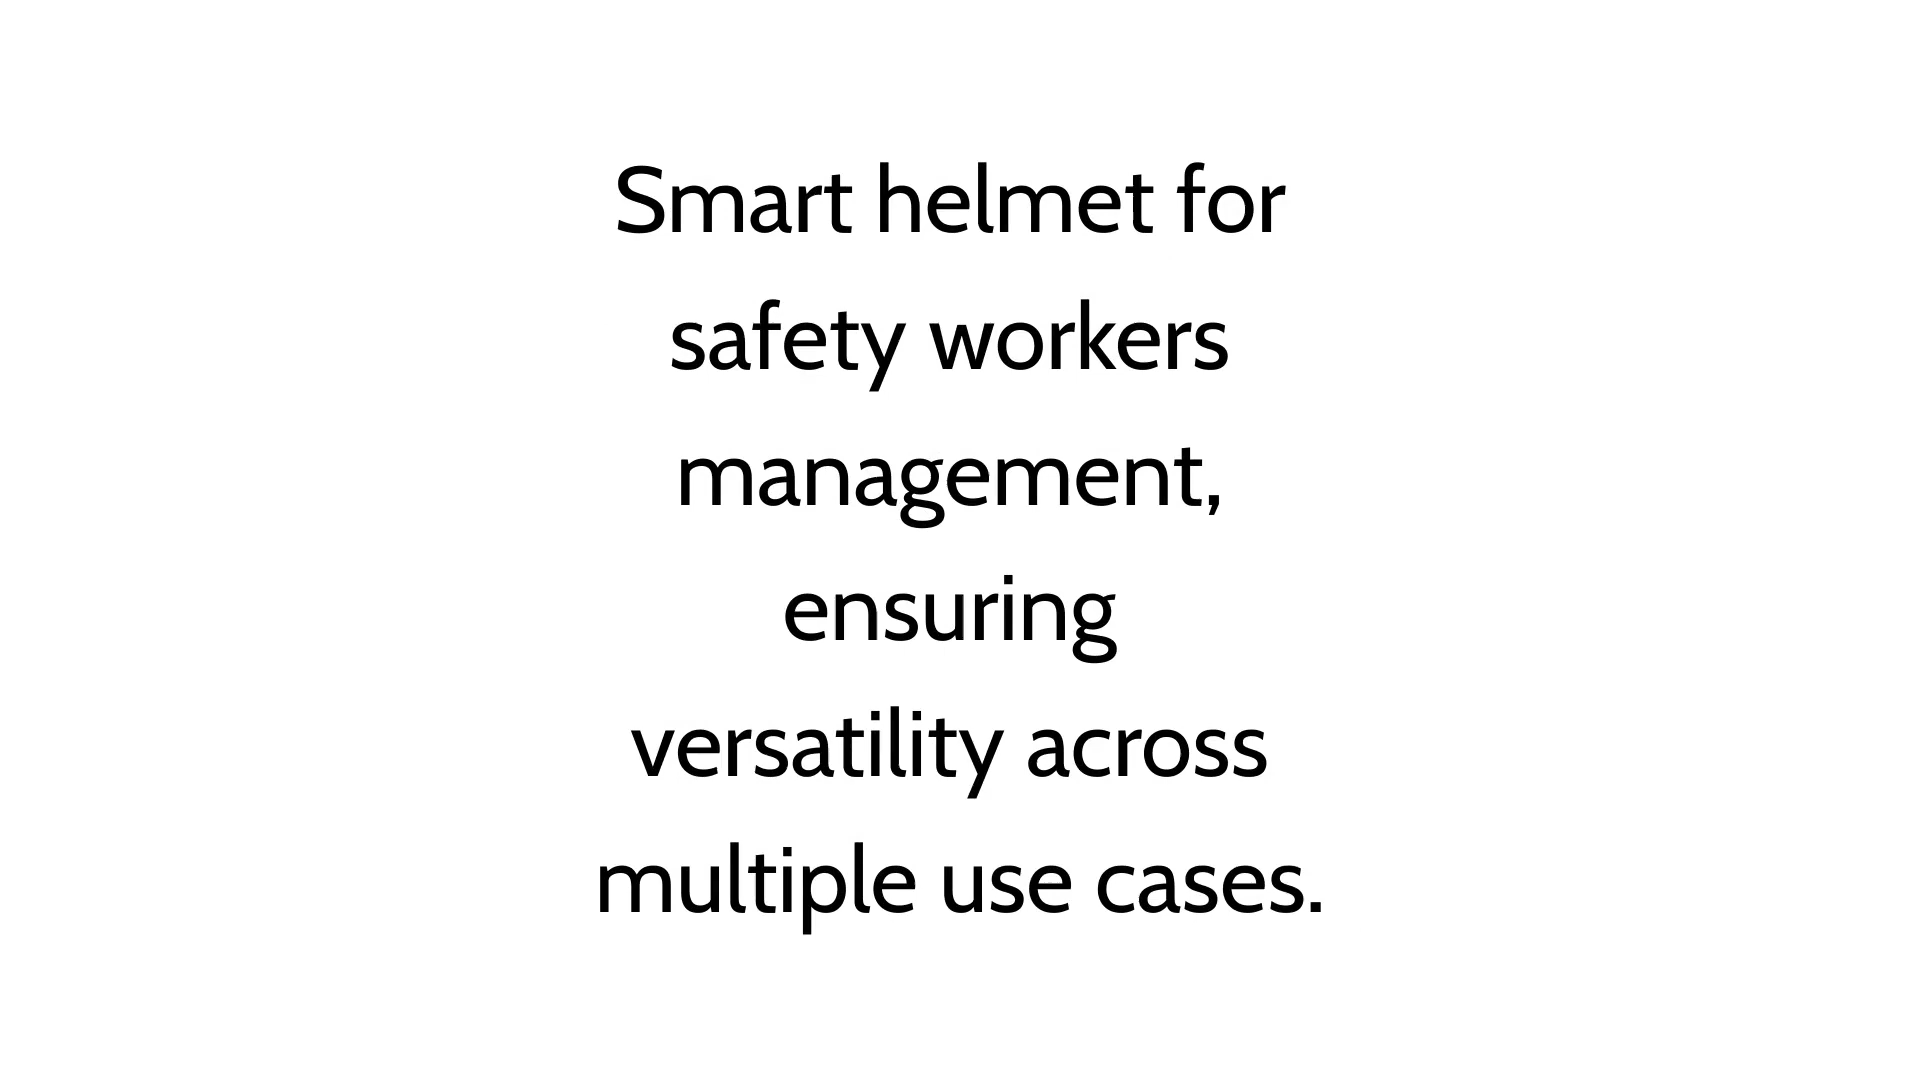 Smart helmet for
safety workers
management,
ensuring
versatility across
multiple use cases.